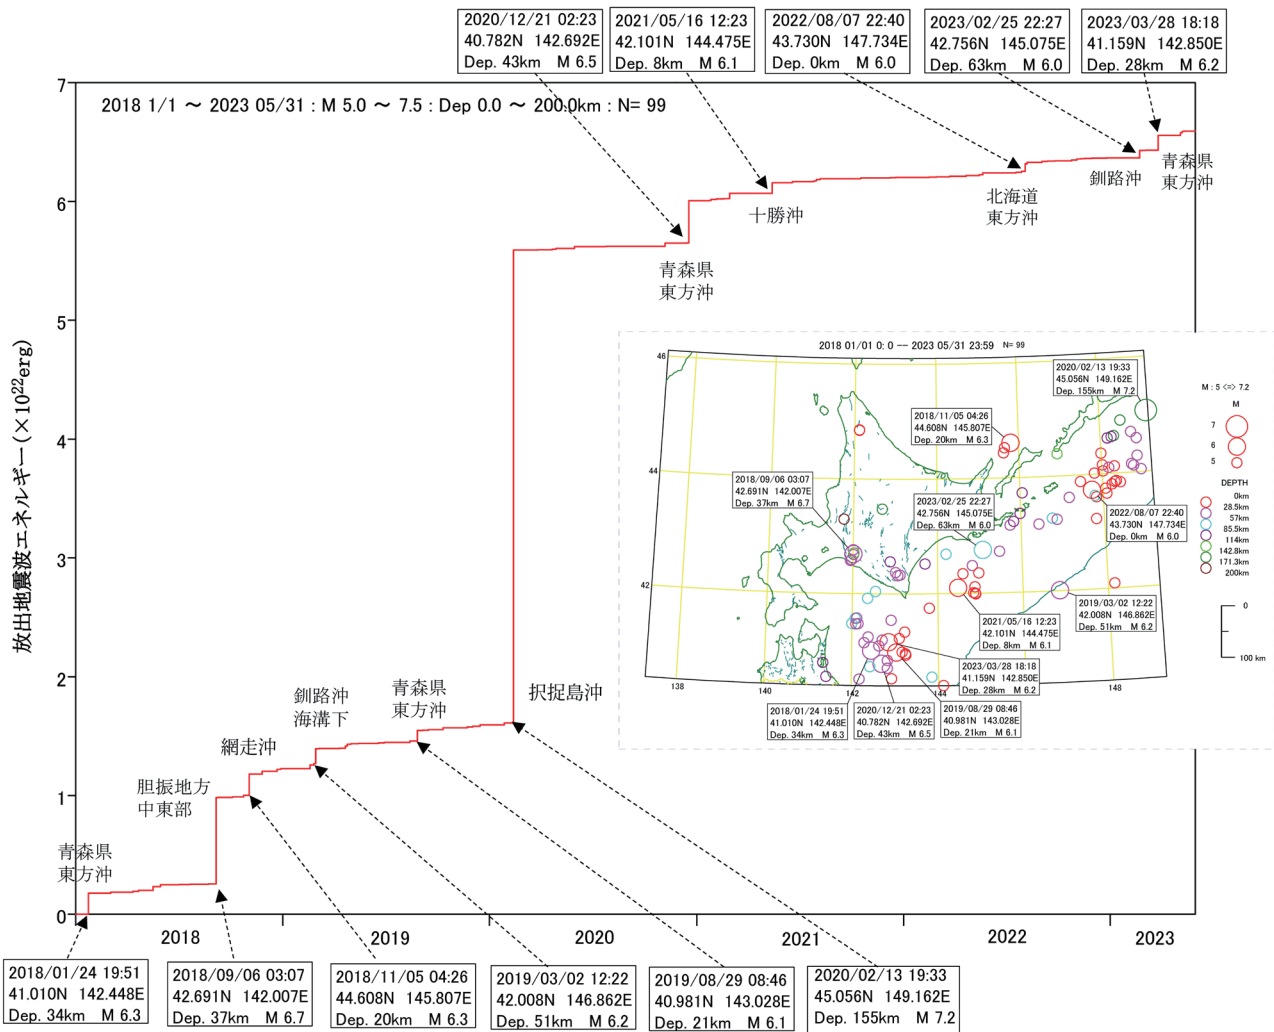 2020/12/21 02:23
40.782N 142.692E
Dep. 43km M 6.5
2021/05/16 12:23
42.101N 144.475E
Dep. 8km M 6.1
2022/08/07 22:40
43.730N 147.734E
Dep. 0km M 6.0
2023/02/25 22:27
42.756N 145.075E
Dep. 63km M 6.0
2023/03/28 18:18
41.159N 142.850E
Dep. 28km M 6.2
2018 1/1 ～ 2023 05/31 : M 5.0 ～ 7.5 : Dep 0.0 ～ 200.0km : N= 99
放出地震波エネルギー(×10²²erg)
7
6
5
4
3
2
1
0
青森県
東方沖
胆振地方
中東部
網走沖
釧路沖
海溝下
青森県
東方沖
択捉島沖
青森県
東方沖
十勝沖
北海道
東方沖
釧路沖
青森県
東方沖
2018 01/01 0: 0 -- 2023 05/31 23:59 N= 99
46
44
42
138
140
142
144
148
2020/02/13 19:33
45.056N 149.162E
Dep. 155km M 7.2
2018/11/05 04:26
44.608N 145.807E
Dep. 20km M 6.3
2018/09/06 03:07
42.691N 142.007E
Dep. 37km M 6.7
2023/02/25 22:27
42.756N 145.075E
Dep. 63km M 6.0
2022/08/07 22:40
43.730N 147.734E
Dep. 0km M 6.0
2019/03/02 12:22
42.008N 146.862E
Dep. 51km M 6.2
2021/05/16 12:23
42.101N 144.475E
Dep. 8km M 6.1
2023/03/28 18:18
41.159N 142.850E
Dep. 28km M 6.2
2018/01/24 19:51
41.010N 142.448E
Dep. 34km M 6.3
2020/12/21 02:23
40.782N 142.692E
Dep. 43km M 6.5
2019/08/29 08:46
40.981N 143.028E
Dep. 21km M 6.1
M : 5 <=> 7.2
M
7
6
5
DEPTH
0km
28.5km
57km
85.5km
114km
142.8km
171.3km
200km
0
100 km
2018
2019
2020
2021
2022
2023
2018/01/24 19:51
41.010N 142.448E
Dep. 34km M 6.3
2018/09/06 03:07
42.691N 142.007E
Dep. 37km M 6.7
2018/11/05 04:26
44.608N 145.807E
Dep. 20km M 6.3
2019/03/02 12:22
42.008N 146.862E
Dep. 51km M 6.2
2019/08/29 08:46
40.981N 143.028E
Dep. 21km M 6.1
2020/02/13 19:33
45.056N 149.162E
Dep. 155km M 7.2